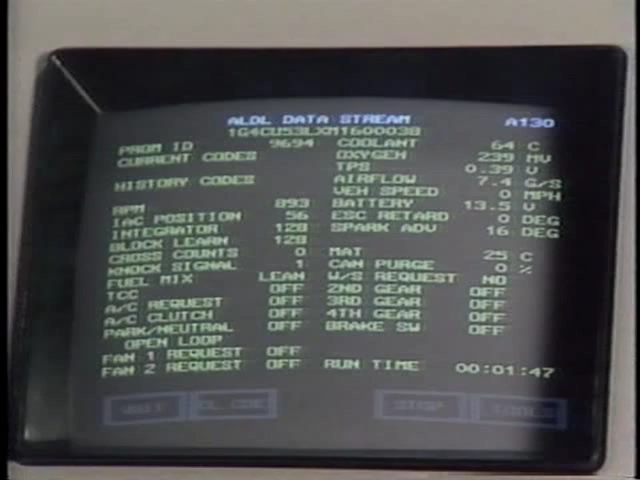 ALDL DATA STREAM A130
1G4CU53LXM1600038
PROM ID 9694 COOLANT 64 C
CURRENT CODES OXYGEN 239 MV
TPS 0.39 V
HISTORY CODES AIRFLOW 7.4 G/S
VEH SPEED 0 MPH
RPM 893 BATTERY 13.5 V
IAC POSITION 56 ESC RETARD 0 DEG
INTEGRATOR 128 SPARK ADV 16 DEG
BLOCK LEARN 128
CROSS COUNTS 0 MAT 25 C
KNOCK SIGNAL 1 CAN PURGE 0 %
FUEL MIX LEAN W/S REQUEST NO
TCC OFF 2ND GEAR OFF
A/C REQUEST OFF 3RD GEAR OFF
A/C CLUTCH OFF 4TH GEAR OFF
PARK/NEUTRAL OFF BRAKE SW OFF
OPEN LOOP
FAN 1 REQUEST OFF
FAN 2 REQUEST OFF RUN TIME 00:01:47
STOP TOOLS